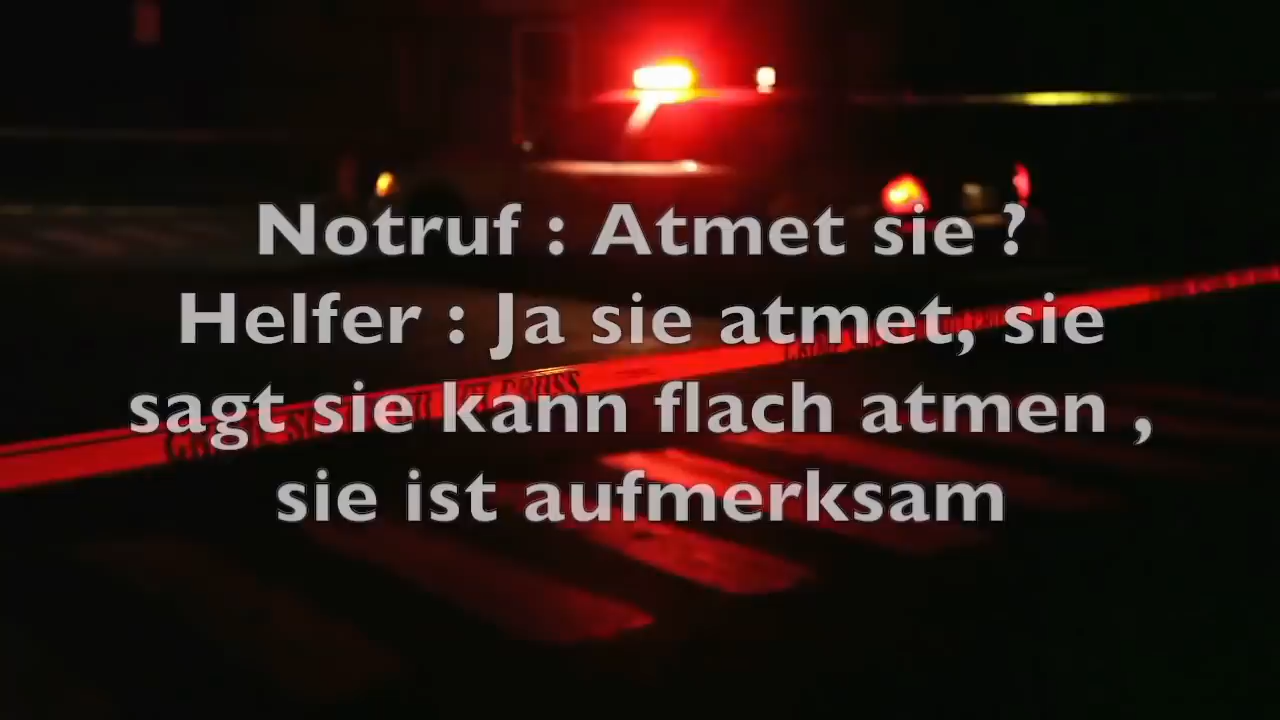 Notruf : Atmet sie ?
Helfer : Ja sie atmet, sie
sagt sie kann flach atmen ,
sie ist aufmerksam